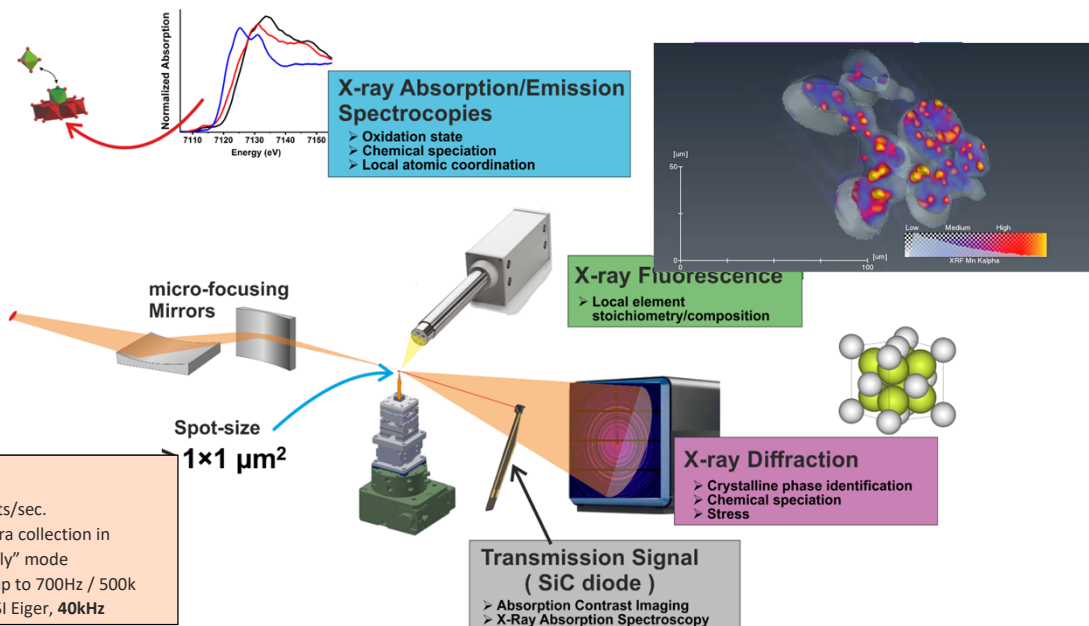 Normalized Absorption
7110 7120 7130 7140 7150
Energy (eV)
X-ray Absorption/Emission
Spectrocopies
➢ Oxidation state
➢ Chemical speciation
➢ Local atomic coordination
[um]
50
0
0
100
[um]
Low Medium High
XRF Mn Kalpha
X-ray Fluorescence
➢ Local element
stoichiometry/composition
micro-focusing
Mirrors
Spot-size
1×1 µm²
X-ray Diffraction
➢ Crystalline phase identification
➢ Chemical speciation
➢ Stress
ts/sec.
ra collection in
ly” mode
up to 700Hz / 500k
SI Eiger, 40kHz
Transmission Signal
( SiC diode )
➢ Absorption Contrast Imaging
➢ X-Ray Absorption Spectroscopy